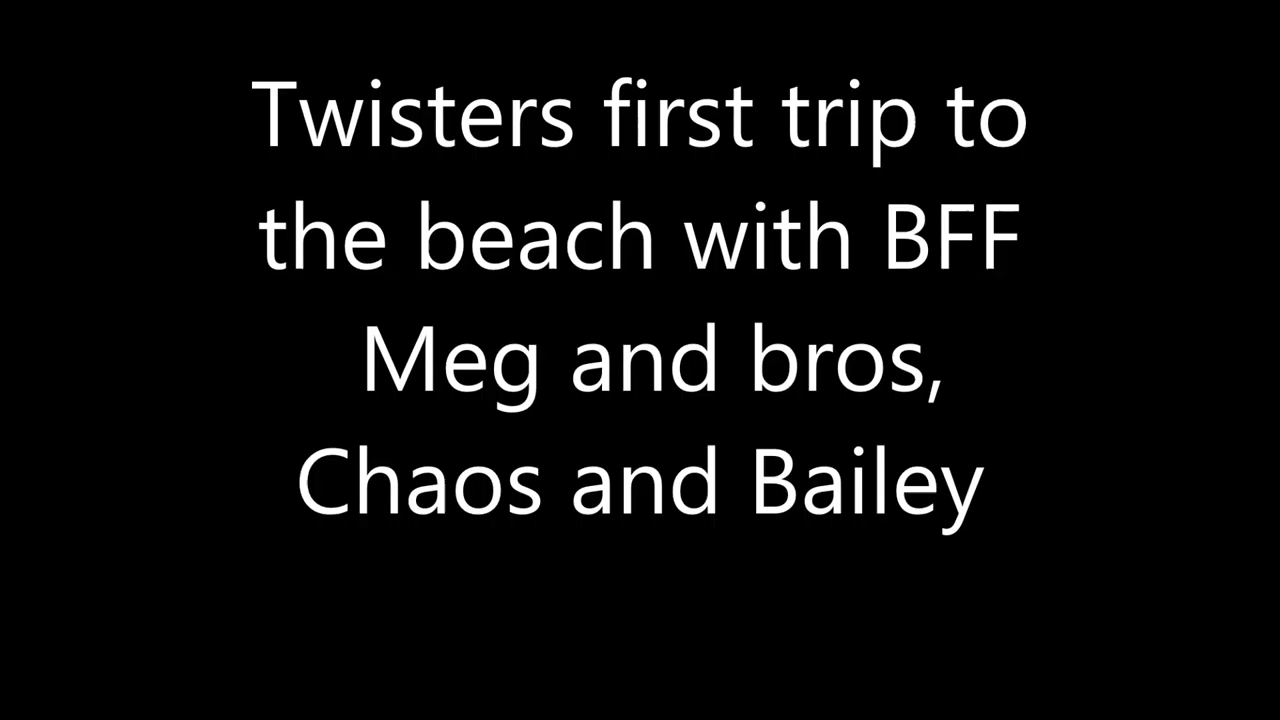 Twisters first trip to
the beach with BFF
Meg and bros,
Chaos and Bailey